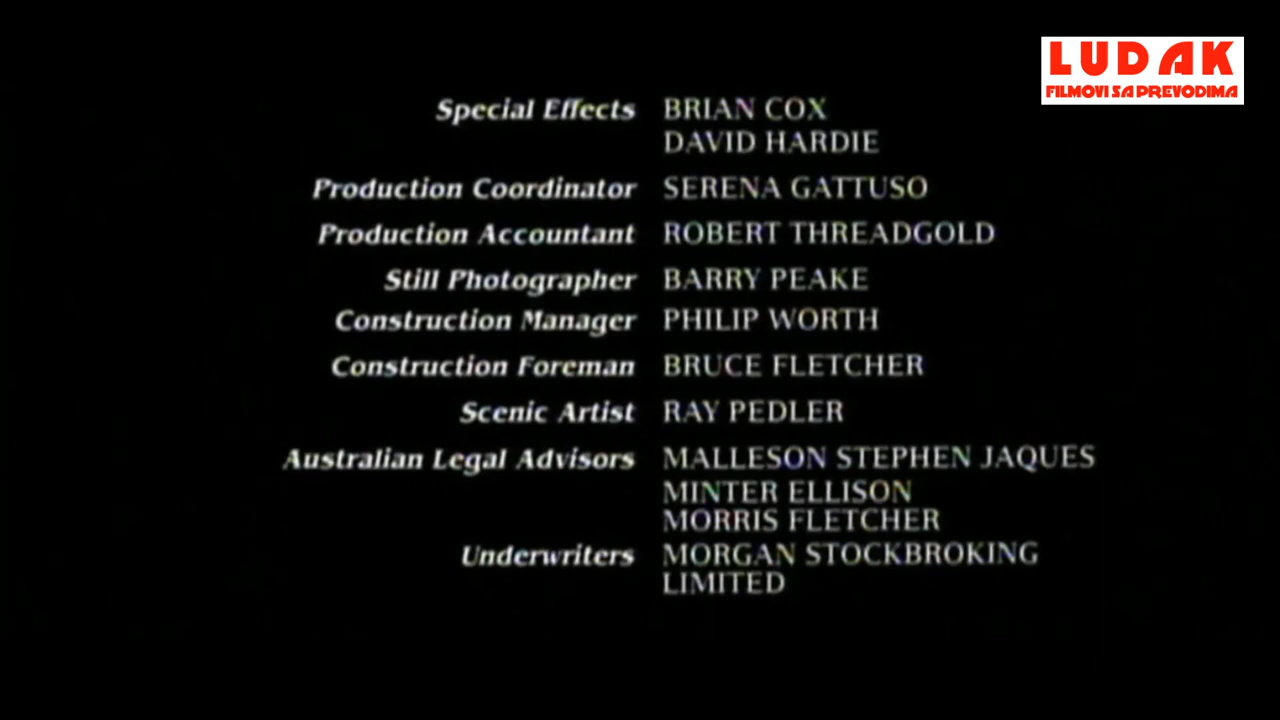 LUDAK
FILMOVI SA PREVODIMA
Special Effects BRIAN COX
DAVID HARDIE
Production Coordinator SERENA GATTUSO
Production Accountant ROBERT THREADGOLD
Still Photographer BARRY PEAKE
Construction Manager PHILIP WORTH
Construction Foreman BRUCE FLETCHER
Scenic Artist RAY PEDLER
Australian Legal Advisors MALLESON STEPHEN JAQUES
MINTER ELLISON
MORRIS FLETCHER
Underwriters MORGAN STOCKBROKING
LIMITED